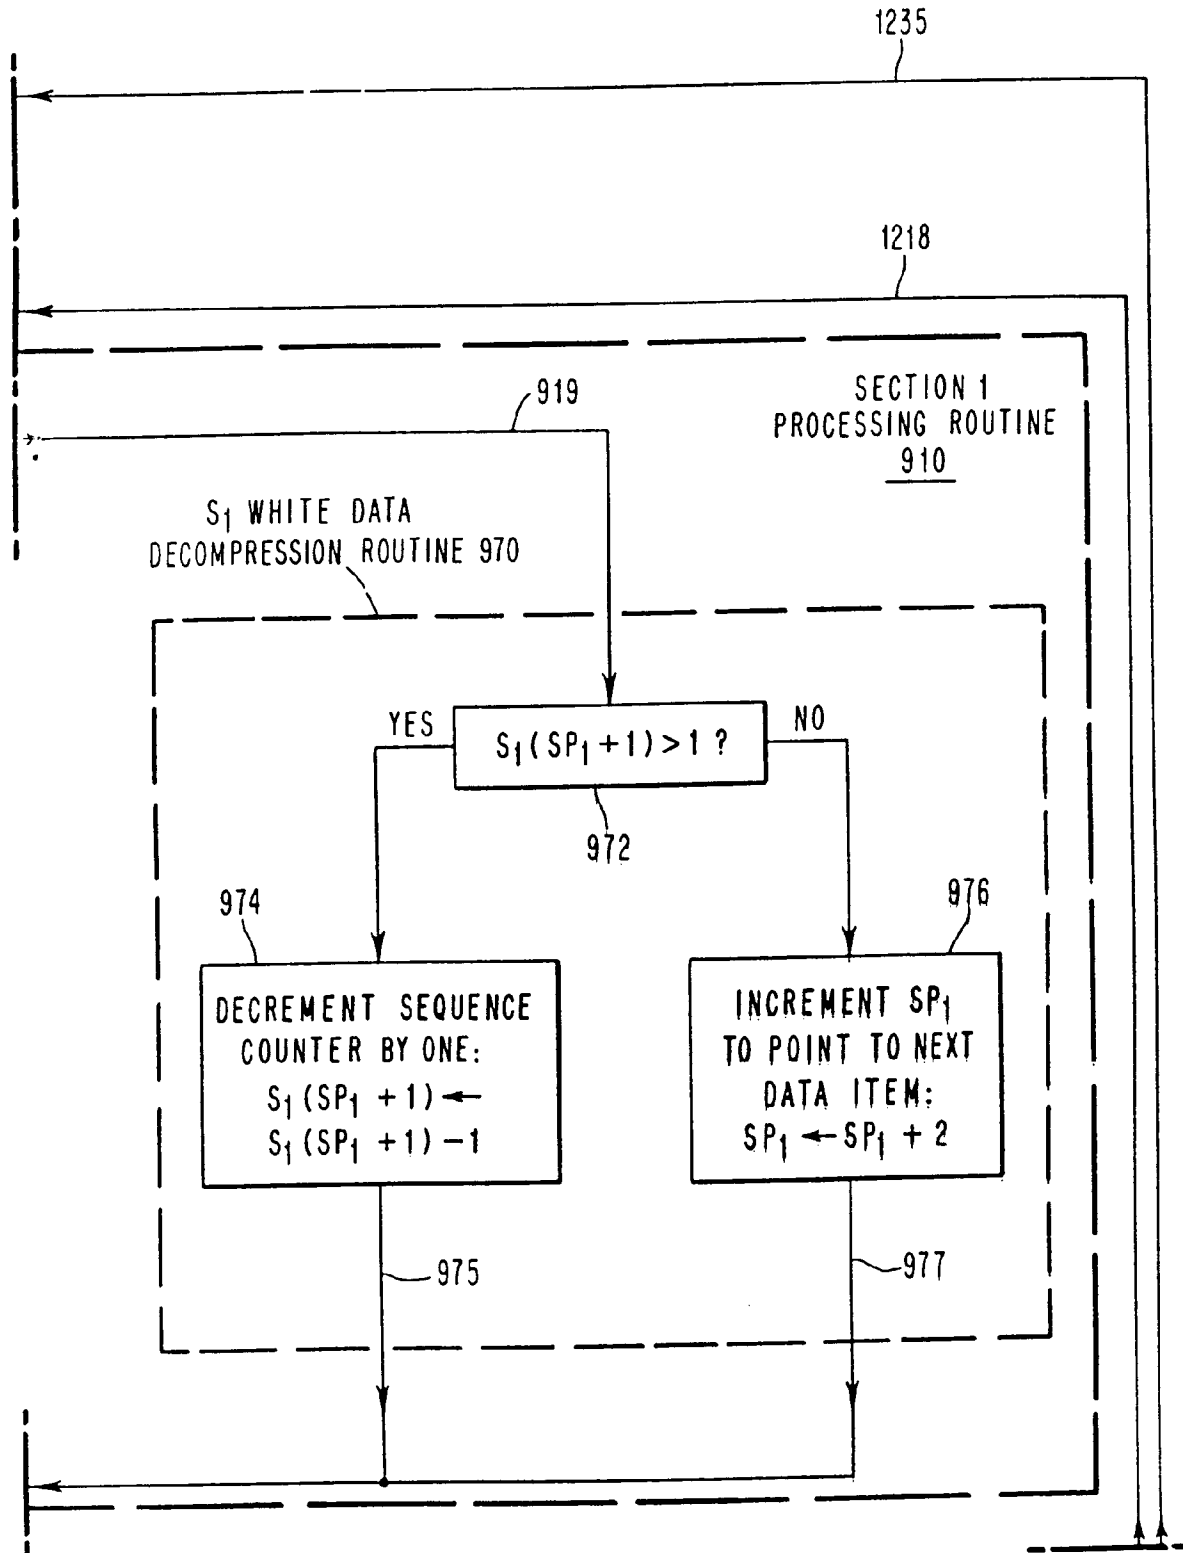 1235
1218
919
SECTION 1
PROCESSING ROUTINE
910
S₁ WHITE DATA
DECOMPRESSION ROUTINE 970
YES
S₁(SP₁+1)>1 ?
NO
972
974
976
DECREMENT SEQUENCE
COUNTER BY ONE:
S₁(SP₁ +1)←
S₁(SP₁ +1)−1
INCREMENT SP₁
TO POINT TO NEXT
DATA ITEM:
SP₁ ← SP₁ + 2
975
977